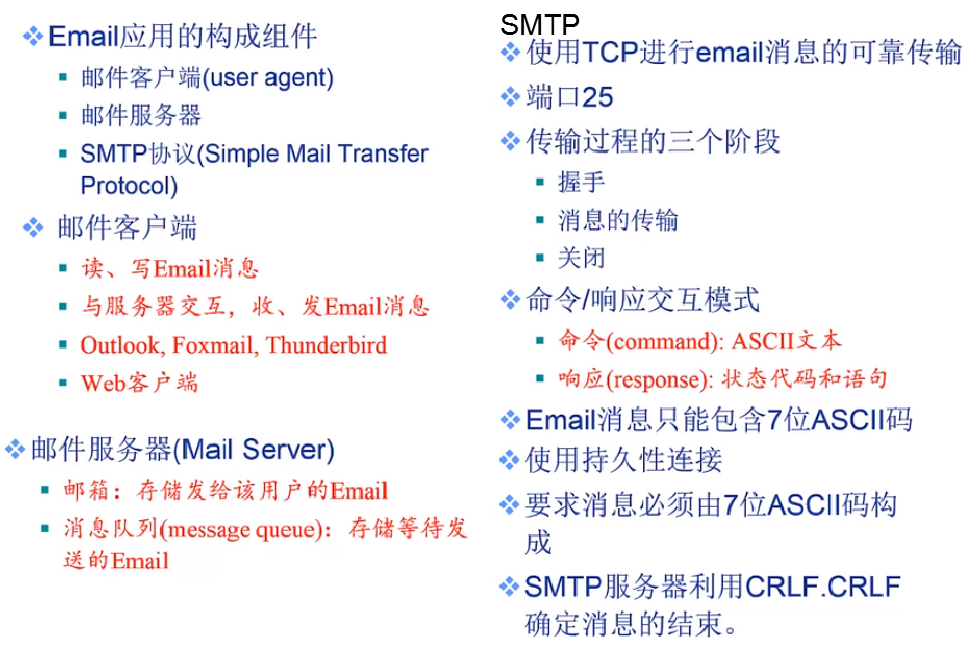 Email应用的构成组件
邮件客户端(user agent)
邮件服务器
SMTP协议(Simple Mail Transfer
Protocol)
邮件客户端
读、写Email消息
与服务器交互，收、发Email消息
Outlook, Foxmail, Thunderbird
Web客户端
邮件服务器(Mail Server)
邮箱：存储发给该用户的Email
消息队列(message queue)：存储等待发
送的Email
SMTP
使用TCP进行email消息的可靠传输
端口25
传输过程的三个阶段
握手
消息的传输
关闭
命令/响应交互模式
命令(command): ASCII文本
响应(response): 状态代码和语句
Email消息只能包含7位ASCII码
使用持久性连接
要求消息必须由7位ASCII码构
成
SMTP服务器利用CRLF.CRLF
确定消息的结束。